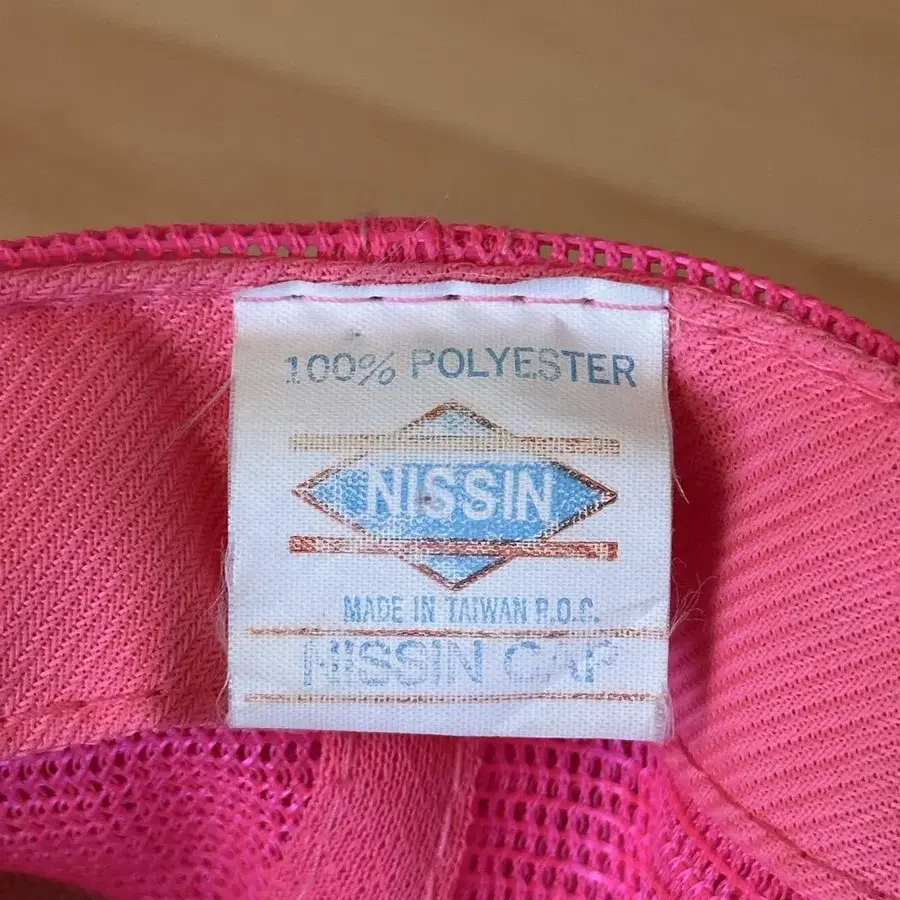 100% POLYESTER
NISSIN
MADE IN TAIWAN R.O.C.
NISSIN CAP